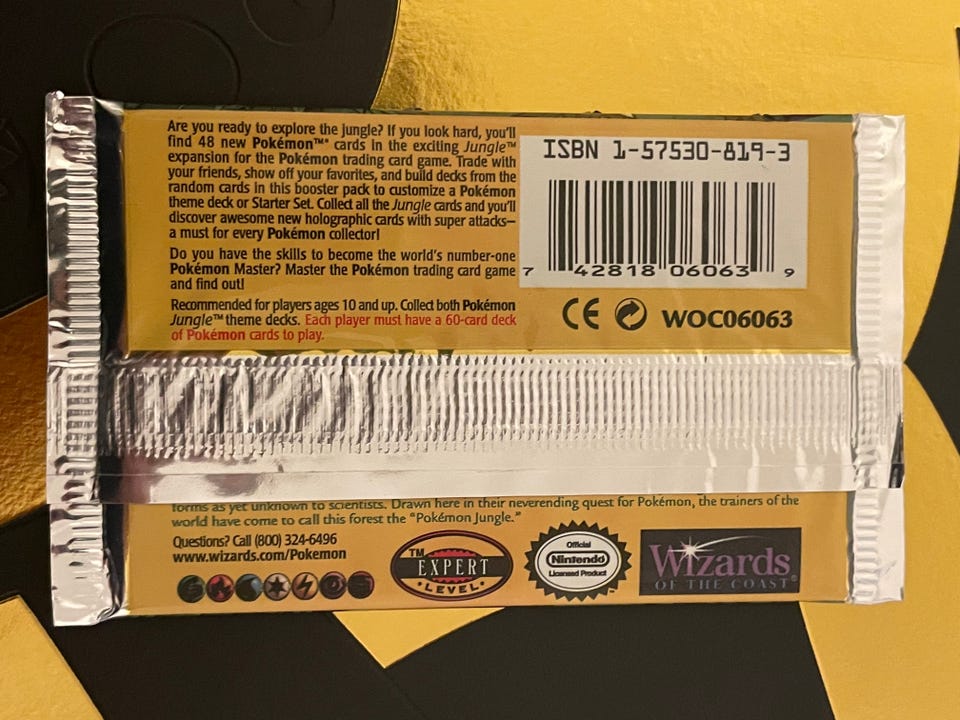 Are you ready to explore the jungle? If you look hard, you'll
find 48 new Pokémon™* cards in the exciting Jungle™
expansion for the Pokémon trading card game. Trade with
your friends, show off your favorites, and build decks from the
random cards in this booster pack to customize a Pokémon
theme deck or Starter Set. Collect all the Jungle cards and you'll
discover awesome new holographic cards with super attacks—
a must for every Pokémon collector!
Do you have the skills to become the world's number-one
Pokémon Master? Master the Pokémon trading card game
and find out!
Recommended for players ages 10 and up. Collect both Pokémon
Jungle™ theme decks. Each player must have a 60-card deck
of Pokémon cards to play.
ISBN 1-57530-819-3
7 42818 06063 9
CE WOC06063
forms as yet unknown to scientists. Drawn here in their neverending quest for Pokémon, the trainers of the
world have come to call this forest the "Pokémon Jungle."
Questions? Call (800) 324-6496
www.wizards.com/Pokemon
TM
EXPERT
LEVEL
Official
Nintendo
Licensed Product
Wizards
OF THE COAST®